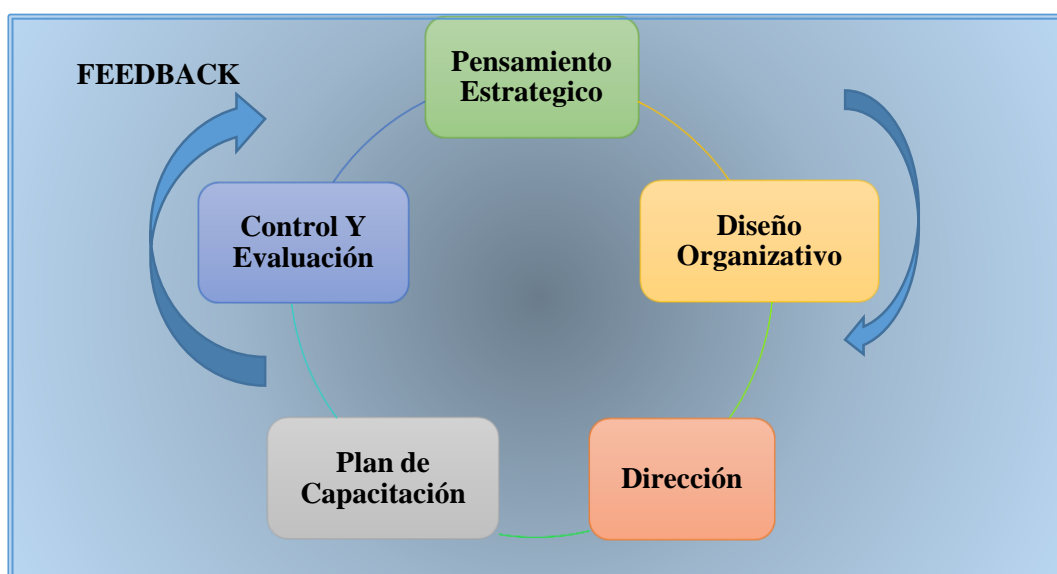 FEEDBACK
Pensamiento
Estrategico
Diseño
Organizativo
Dirección
Plan de
Capacitación
Control Y
Evaluación